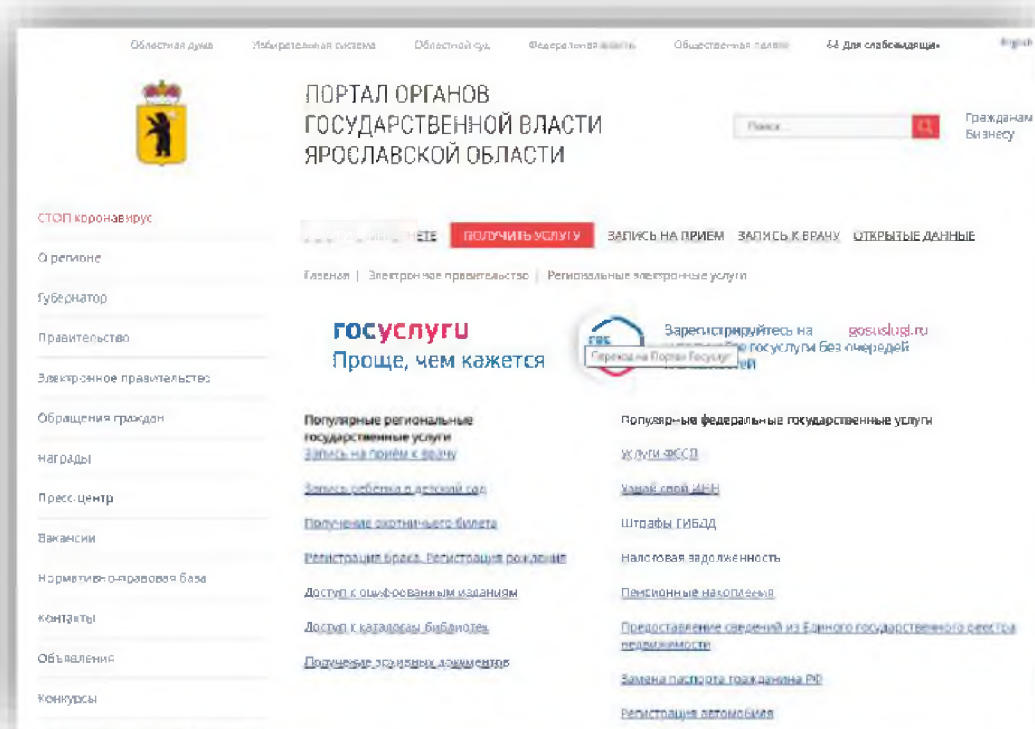 Областная дума Избирательная система Областной суд Федеральная власть Общественная палата Для слабовидящих English
ПОРТАЛ ОРГАНОВ
ГОСУДАРСТВЕННОЙ ВЛАСТИ
ЯРОСЛАВСКОЙ ОБЛАСТИ
Поиск...
Гражданам
Бизнесу
СТОП коронавирус
О регионе
Губернатор
Правительство
Электронное правительство
Обращения граждан
Награды
Пресс-центр
Вакансии
Нормативно-правовая база
Контакты
Объявления
Конкурсы
НЕТЕ ПОЛУЧИТЬ УСЛУГУ ЗАПИСЬ НА ПРИЕМ ЗАПИСЬ К ВРАЧУ ОТКРЫТЫЕ ДАННЫЕ
Главная | Электронное правительство | Региональные электронные услуги
госуслуги
Проще, чем кажется
гос
Зарегистрируйтесь на gosuslugi.ru
госуслуги без очередей
Переход на Портал Госуслуг
Популярные региональные
государственные услуги
Запись на приём к врачу
Запись ребенка в детский сад
Получение охотничьего билета
Регистрация брака. Регистрация рождения
Доступ к оцифрованным изданиям
Доступ к каталогам библиотек
Получение архивных документов
Популярные федеральные государственные услуги
Услуги ФССП
Узнай свой ИНН
Штрафы ГИБДД
Налоговая задолженность
Пенсионные накопления
Предоставление сведений из Единого государственного реестра
недвижимости
Замена паспорта гражданина РФ
Регистрация автомобиля